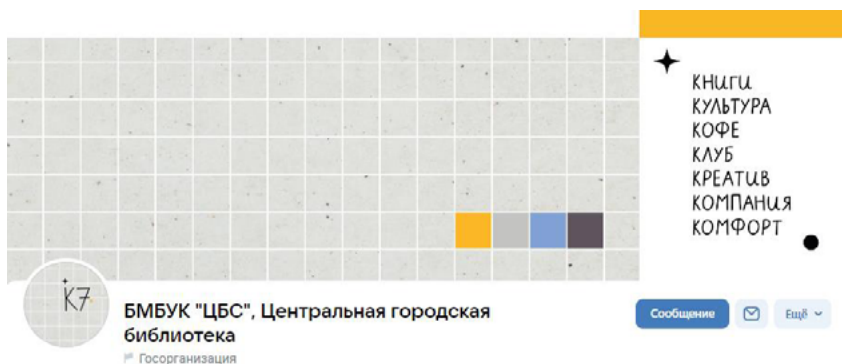 КНИГИ
КУЛЬТУРА
КОФЕ
КЛУБ
КРЕАТИВ
КОМПАНИЯ
КОМФОРТ
К7
БМБУК "ЦБС", Центральная городская
библиотека
Госорганизация
Сообщение
Ещё